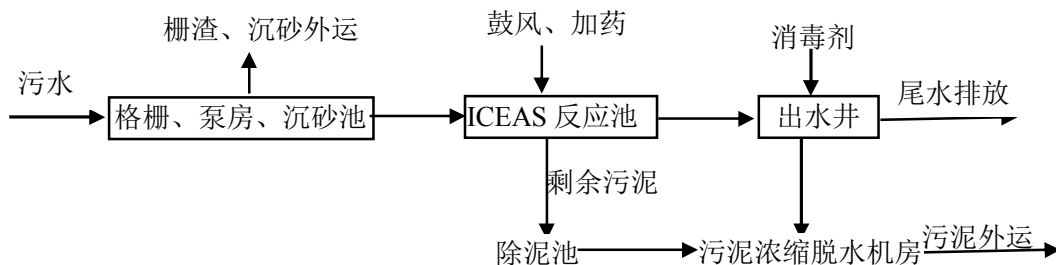 栅渣、沉砂外运
鼓风、加药
消毒剂
污水
格栅、泵房、沉砂池
ICEAS 反应池
出水井
尾水排放
剩余污泥
除泥池
污泥浓缩脱水机房
污泥外运